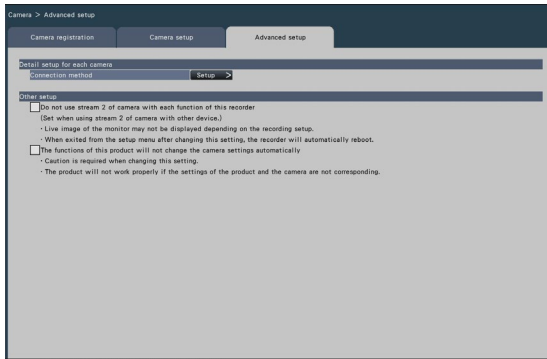 Camera > Advanced setup
Camera registration
Camera setup
Advanced setup
Detail setup for each camera
Connection method
Setup >
Other setup
Do not use stream 2 of camera with each function of this recorder
(Set when using stream 2 of camera with other device.)
· Live image of the monitor may not be displayed depending on the recording setup.
· When exited from the setup menu after changing this setting, the recorder will automatically reboot.
The functions of this product will not change the camera settings automatically
· Caution is required when changing this setting.
· The product will not work properly if the settings of the product and the camera are not corresponding.